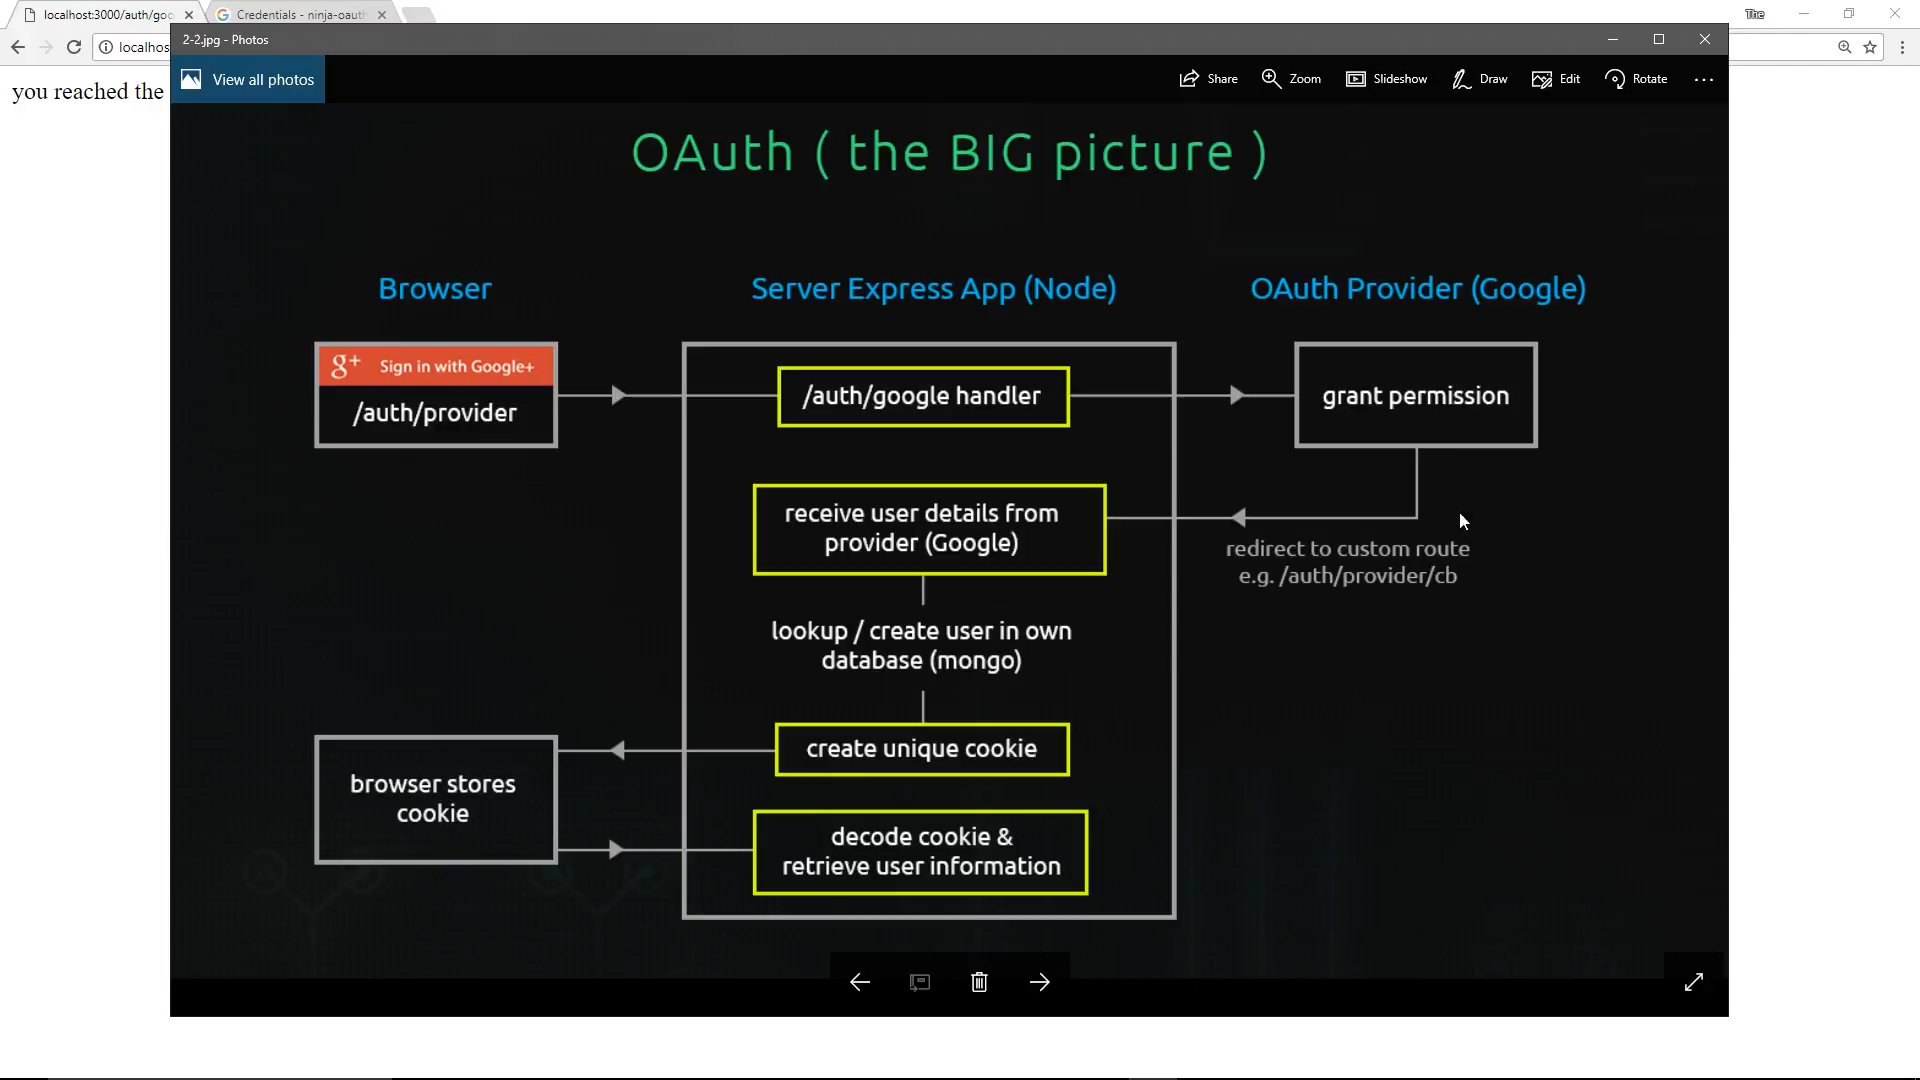 localhost:3000/auth/goo
Credentials - ninja-oauth
The
localhos
2-2.jpg - Photos
View all photos
Share
Zoom
Slideshow
Draw
Edit
Rotate
you reached the
OAuth ( the BIG picture )
Browser
Server Express App (Node)
OAuth Provider (Google)
g+ Sign in with Google+
/auth/provider
/auth/google handler
grant permission
receive user details from
provider (Google)
redirect to custom route
e.g. /auth/provider/cb
lookup / create user in own
database (mongo)
create unique cookie
browser stores
cookie
decode cookie &
retrieve user information